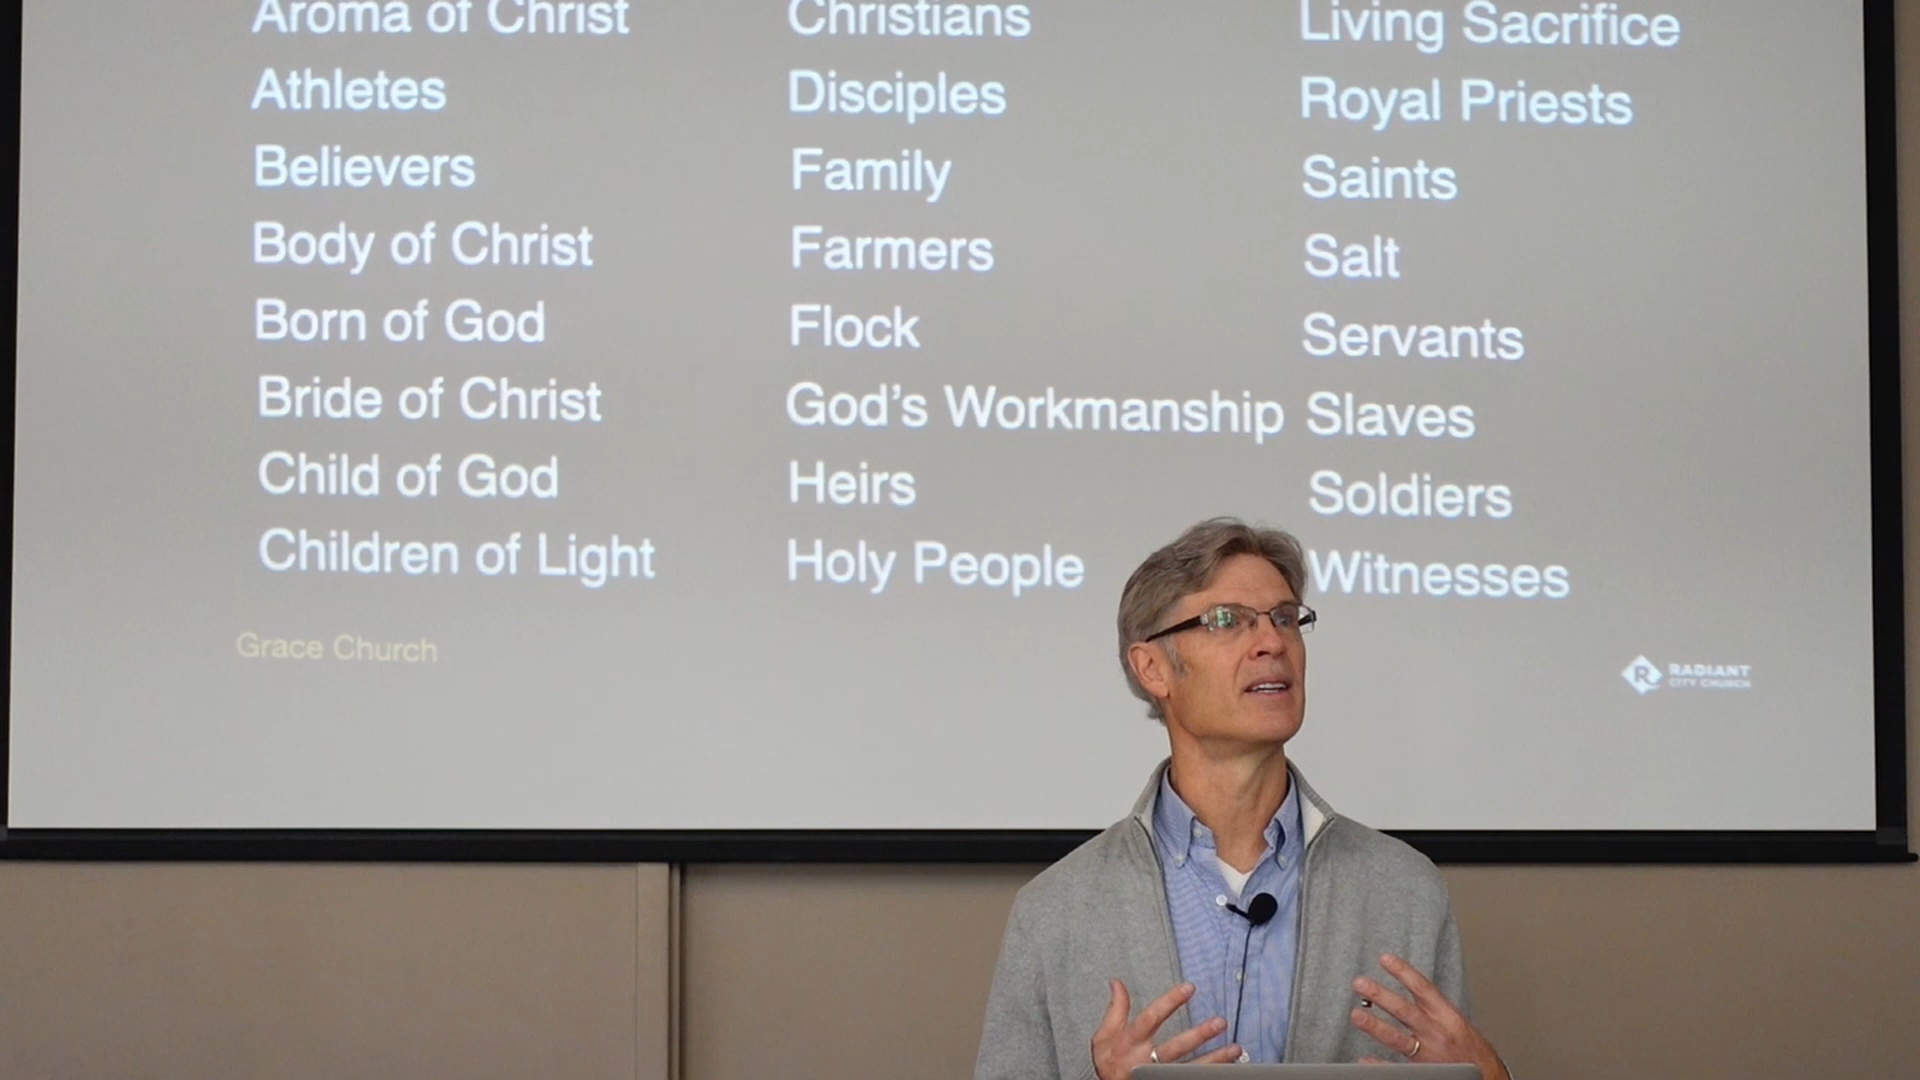 Aroma of Christ
Athletes
Believers
Body of Christ
Born of God
Bride of Christ
Child of God
Children of Light
Christians
Disciples
Family
Farmers
Flock
God's Workmanship
Heirs
Holy People
Living Sacrifice
Royal Priests
Saints
Salt
Servants
Slaves
Soldiers
Witnesses
Grace Church
R
RADIANT
CITY CHURCH